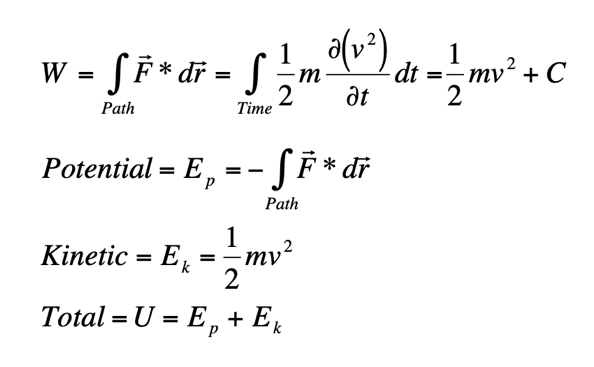 W = ∫_Path F⃗ * dr⃗ = ∫_Time 1/2 m ∂(v²)/∂t dt = 1/2 mv² + C
Potential = E_p = − ∫_Path F⃗ * dr⃗
Kinetic = E_k = 1/2 mv²
Total = U = E_p + E_k